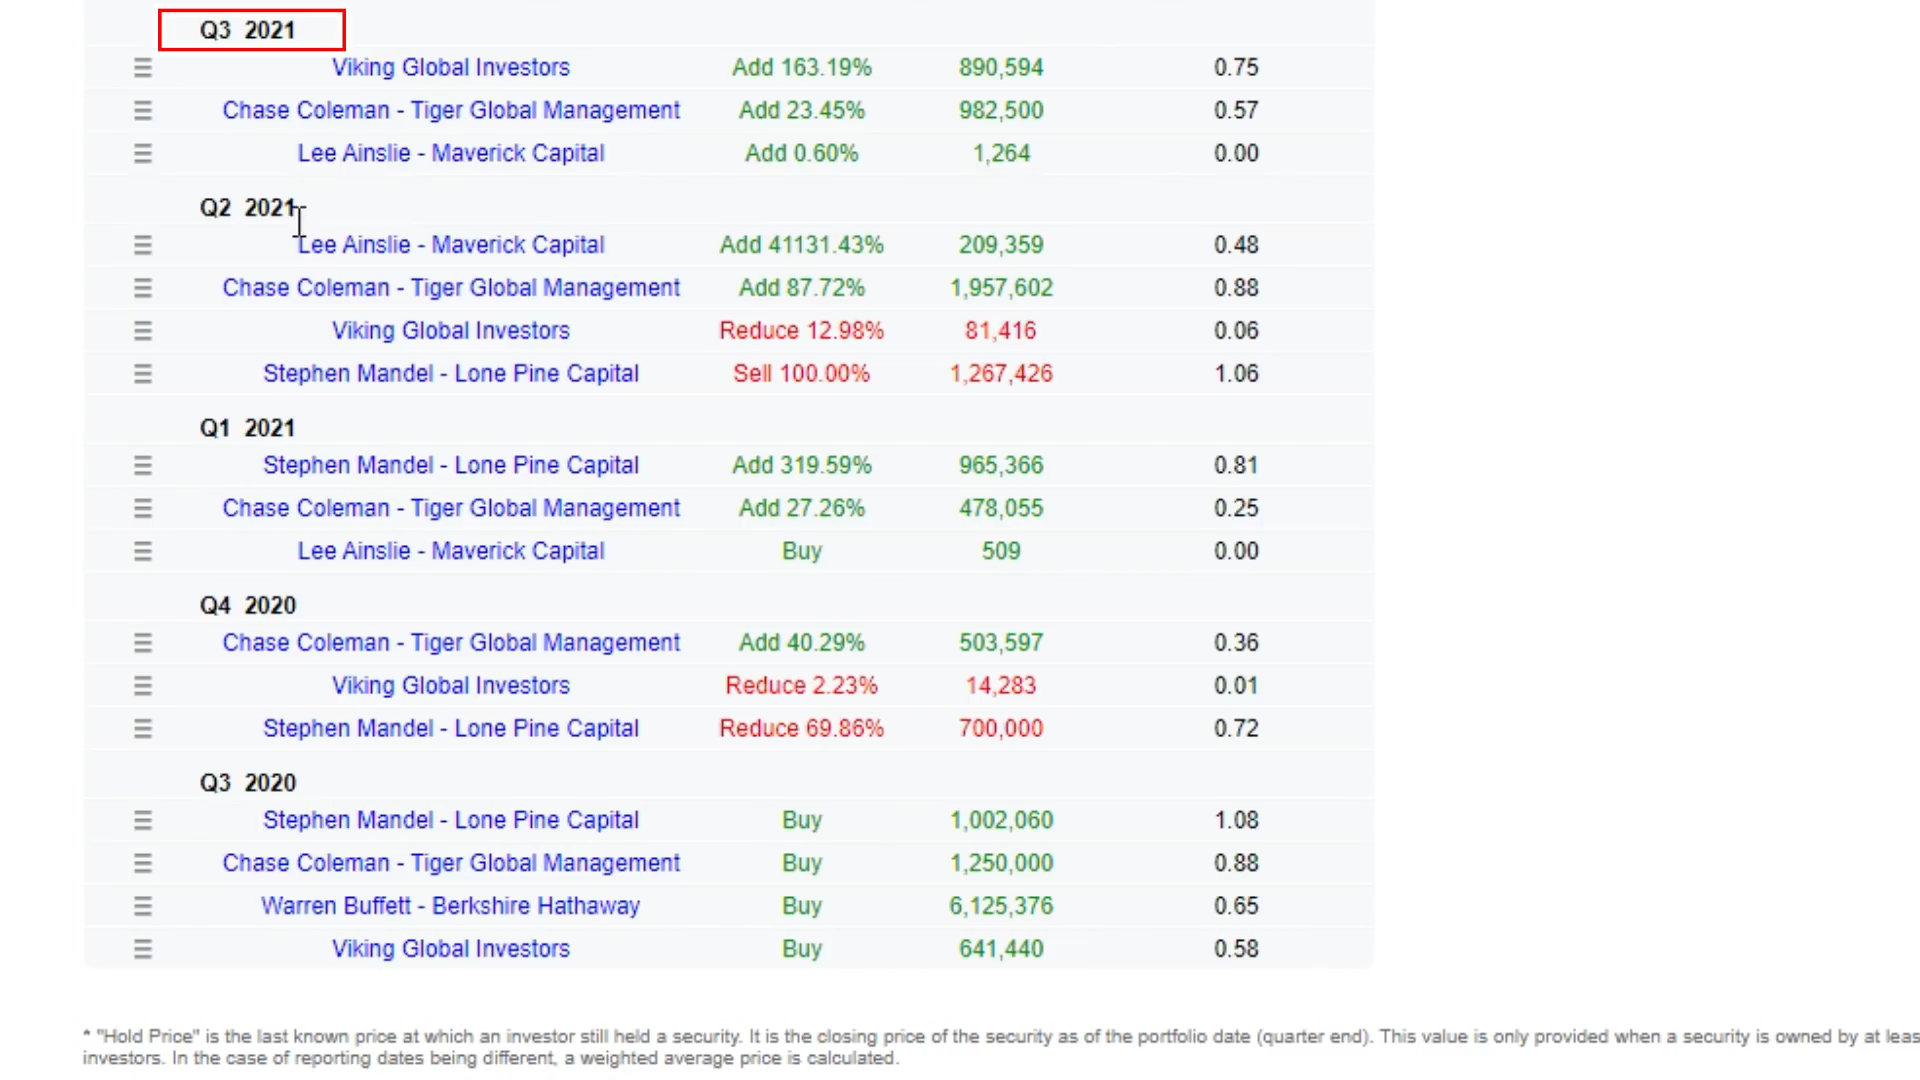 Q3 2021
Viking Global Investors Add 163.19% 890,594 0.75
Chase Coleman - Tiger Global Management Add 23.45% 982,500 0.57
Lee Ainslie - Maverick Capital Add 0.60% 1,264 0.00
Q2 2021
Lee Ainslie - Maverick Capital Add 41131.43% 209,359 0.48
Chase Coleman - Tiger Global Management Add 87.72% 1,957,602 0.88
Viking Global Investors Reduce 12.98% 81,416 0.06
Stephen Mandel - Lone Pine Capital Sell 100.00% 1,267,426 1.06
Q1 2021
Stephen Mandel - Lone Pine Capital Add 319.59% 965,366 0.81
Chase Coleman - Tiger Global Management Add 27.26% 478,055 0.25
Lee Ainslie - Maverick Capital Buy 509 0.00
Q4 2020
Chase Coleman - Tiger Global Management Add 40.29% 503,597 0.36
Viking Global Investors Reduce 2.23% 14,283 0.01
Stephen Mandel - Lone Pine Capital Reduce 69.86% 700,000 0.72
Q3 2020
Stephen Mandel - Lone Pine Capital Buy 1,002,060 1.08
Chase Coleman - Tiger Global Management Buy 1,250,000 0.88
Warren Buffett - Berkshire Hathaway Buy 6,125,376 0.65
Viking Global Investors Buy 641,440 0.58
* "Hold Price" is the last known price at which an investor still held a security. It is the closing price of the security as of the portfolio date (quarter end). This value is only provided when a security is owned by at leas
investors. In the case of reporting dates being different, a weighted average price is calculated.